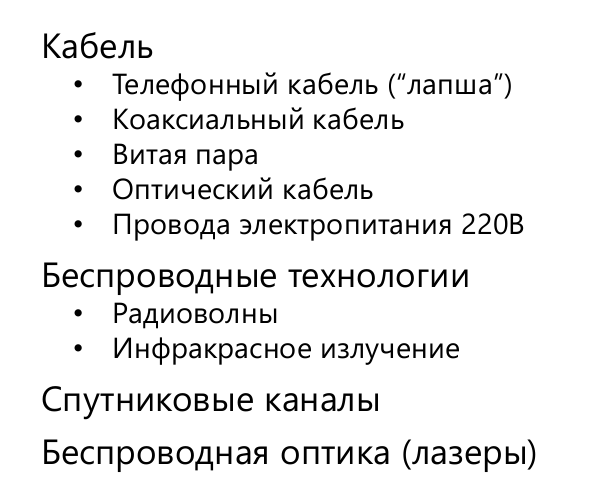 Кабель
• Телефонный кабель (“лапша”)
• Коаксиальный кабель
• Витая пара
• Оптический кабель
• Провода электропитания 220В
Беспроводные технологии
• Радиоволны
• Инфракрасное излучение
Спутниковые каналы
Беспроводная оптика (лазеры)